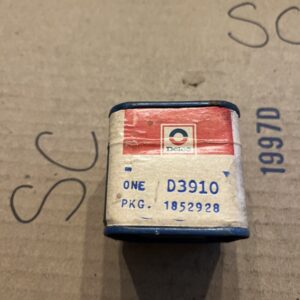 SC
Delco
ONE D3910
PKG. 1852928
SC
1997D